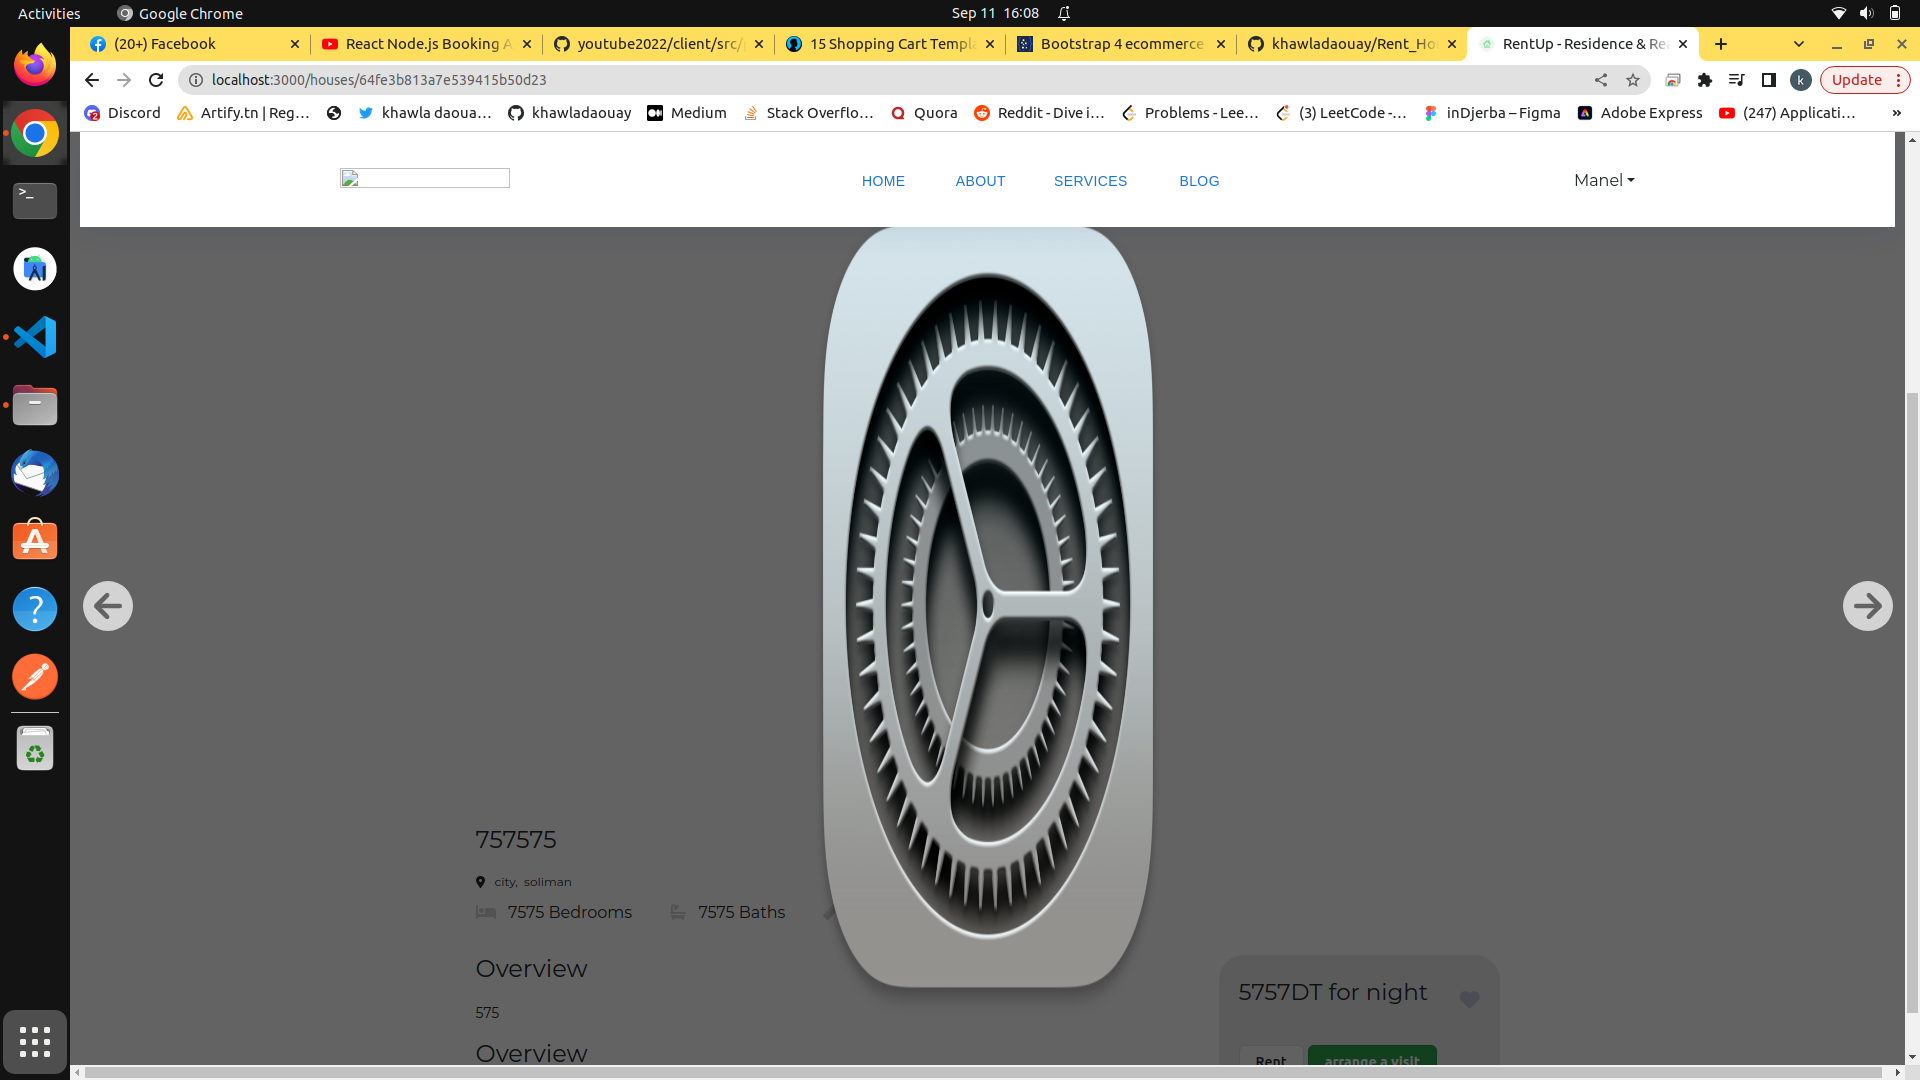 Activities
Google Chrome
Sep 11 16:08
(20+) Facebook
React Node.js Booking A
youtube2022/client/src/
15 Shopping Cart Templa
Bootstrap 4 ecommerce
khawladaouay/Rent_Ho
RentUp - Residence & Re
localhost:3000/houses/64fe3b813a7e539415b50d23
k
Update
Discord
Artify.tn | Reg...
khawla daoua...
khawladaouay
Medium
Stack Overflo...
Quora
Reddit - Dive i...
Problems - Lee...
(3) LeetCode -...
inDjerba – Figma
Adobe Express
(247) Applicati...
»
HOME
ABOUT
SERVICES
BLOG
Manel
757575
city, soliman
7575 Bedrooms
7575 Baths
Overview
575
Overview
5757DT for night
Rent
arrange a visit